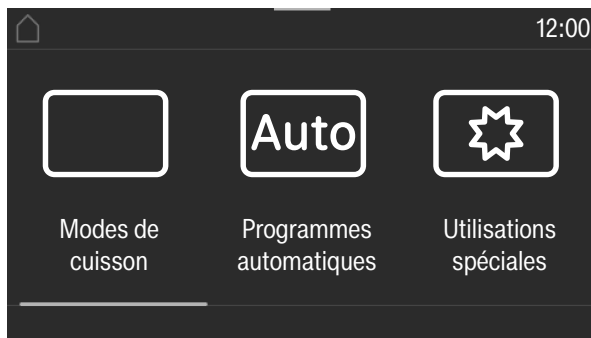 12:00
Auto
Modes de
cuisson
Programmes
automatiques
Utilisations
spéciales